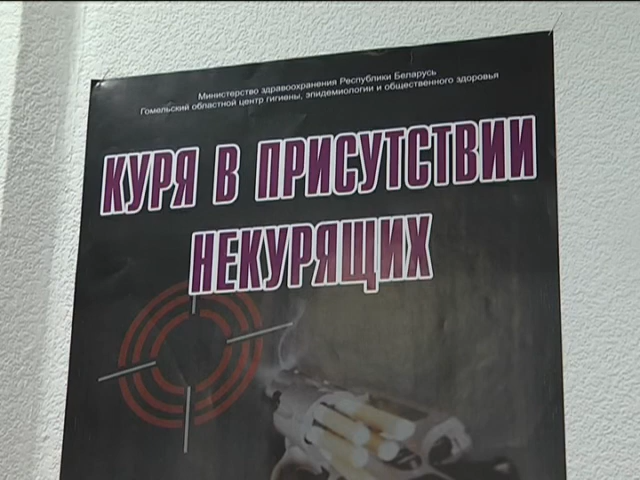 Министерство здравоохранения Республики Беларусь
Гомельский областной центр гигиены, эпидемиологии и общественного здоровья
КУРЯ В ПРИСУТСТВИИ
НЕКУРЯЩИХ